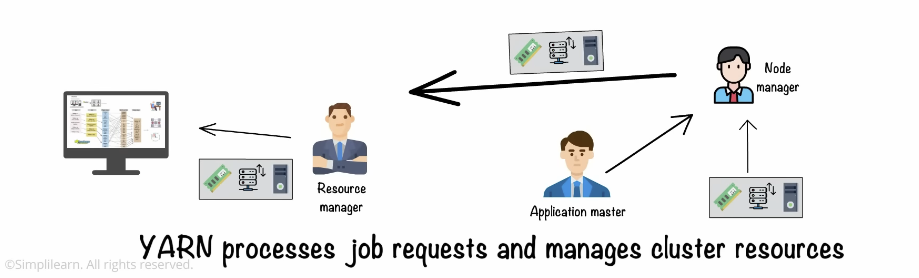 Node
manager
Resource
manager
Application master
YARN processes job requests and manages cluster resources
©Simplilearn. All rights reserved.